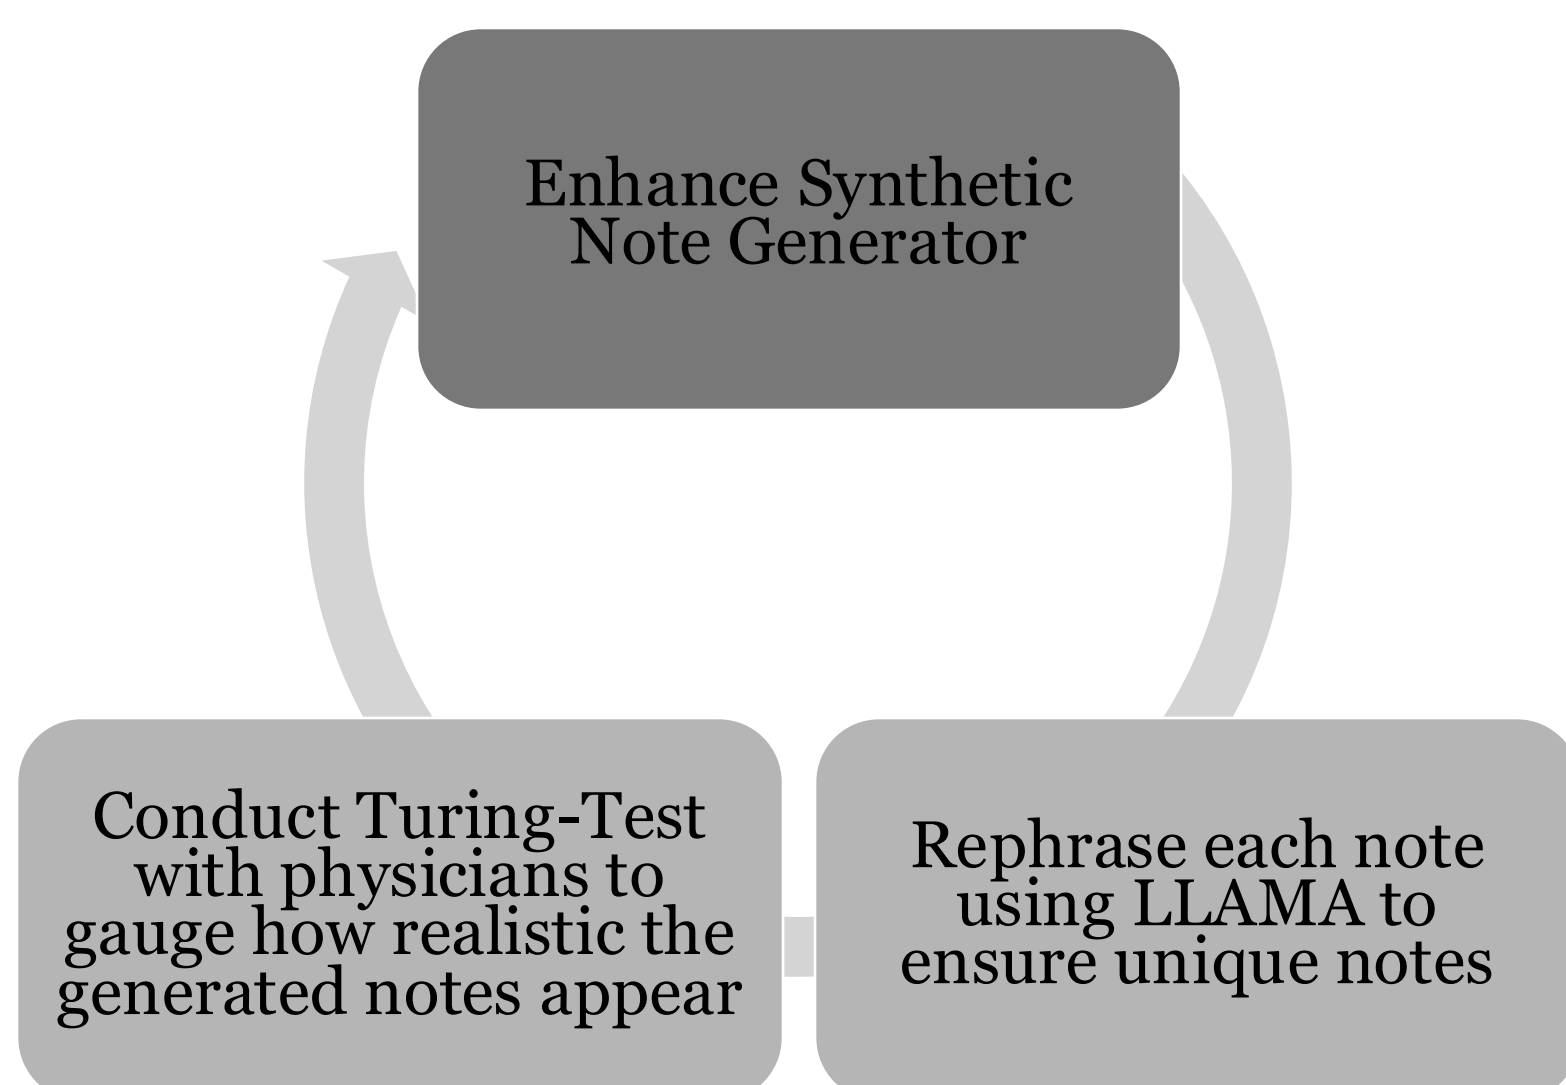 Enhance Synthetic
Note Generator
Conduct Turing-Test
with physicians to
gauge how realistic the
generated notes appear
Rephrase each note
using LLAMA to
ensure unique notes